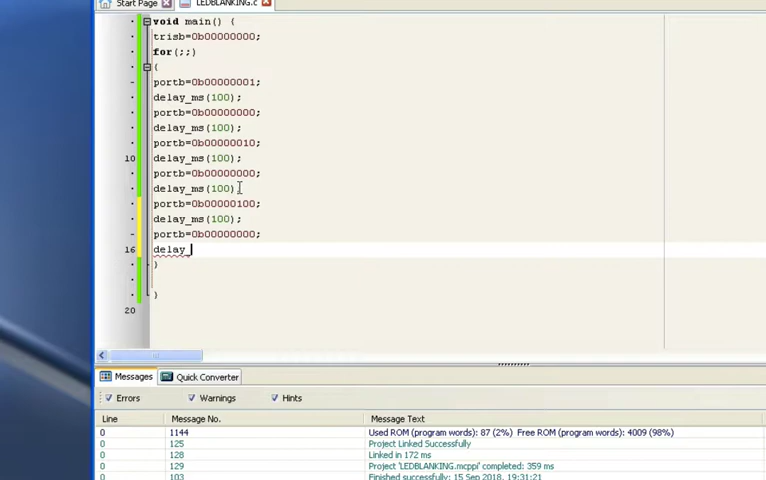 Start Page LEDBLANKING.c
void main() {
trisb=0b00000000;
for(;;)
{
portb=0b00000001;
delay_ms(100);
portb=0b00000000;
delay_ms(100);
portb=0b00000010;
10 delay_ms(100);
portb=0b00000000;
delay_ms(100);
portb=0b00000100;
delay_ms(100);
portb=0b00000000;
16 delay_
}
}
20
Messages Quick Converter
Errors Warnings Hints
Line Message No. Message Text
0 1144 Used ROM (program words): 87 (2%) Free ROM (program words): 4009 (98%)
0 125 Project Linked Successfully
0 128 Linked in 172 ms
0 129 Project 'LEDBLANKING.mcppi' completed: 359 ms
0 103 Finished successfully: 15 Sep 2018, 19:31:21